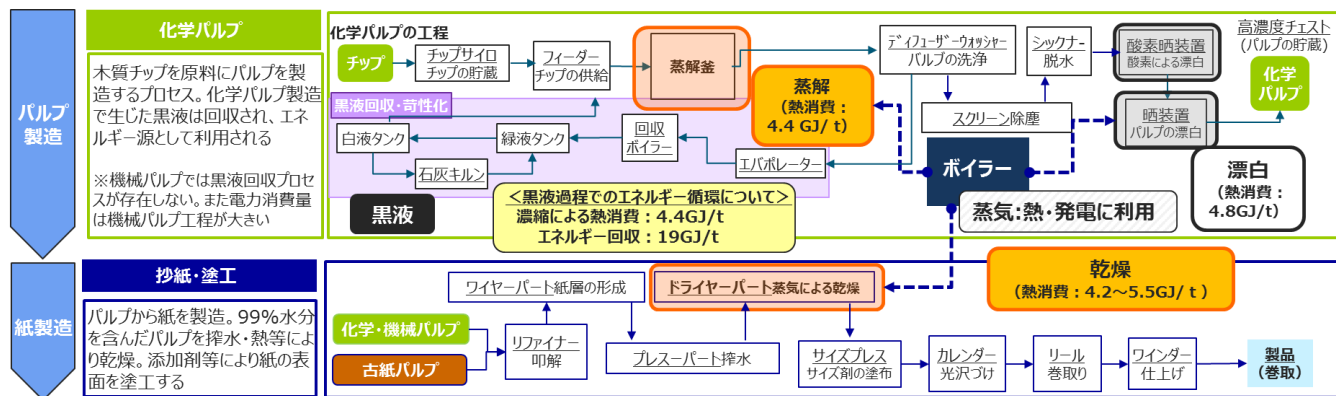 パルプ
製造
化学パルプ
木質チップを原料にパルプを製
造するプロセス。化学パルプ製造
で生じた黒液は回収され、エネ
ルギー源として利用される
※機械パルプでは黒液回収プロセ
スが存在しない。また電力消費量
は機械パルプ工程が大きい
化学パルプの工程
チップ
チップサイロ
チップの貯蔵
フィーダー
チップの供給
蒸解釜
ディフューザーウォッシャー
パルプの洗浄
シックナー
脱水
酸素晒装置
酸素による漂白
高濃度チェスト
(パルプの貯蔵)
化学
パルプ
蒸解
(熱消費：
4.4 GJ/ t)
スクリーン除塵
晒装置
パルプの漂白
漂白
(熱消費：
4.8GJ/t)
黒液回収・苛性化
白液タンク
緑液タンク
回収
ボイラー
エバポレーター
石灰キルン
黒液
＜黒液過程でのエネルギー循環について＞
濃縮による熱消費：4.4GJ/t
エネルギー回収：19GJ/t
ボイラー
蒸気:熱・発電に利用
紙製造
抄紙・塗工
パルプから紙を製造。99%水分
を含んだパルプを搾水・熱等によ
り乾燥。添加剤等により紙の表
面を塗工する
ワイヤーパート紙層の形成
ドライヤーパート蒸気による乾燥
乾燥
(熱消費：4.2～5.5GJ/ t )
化学・機械パルプ
古紙パルプ
リファイナー
叩解
プレスーパート搾水
サイズプレス
サイズ剤の塗布
カレンダー
光沢づけ
リール
巻取り
ワインダー
仕上げ
製品
(巻取)